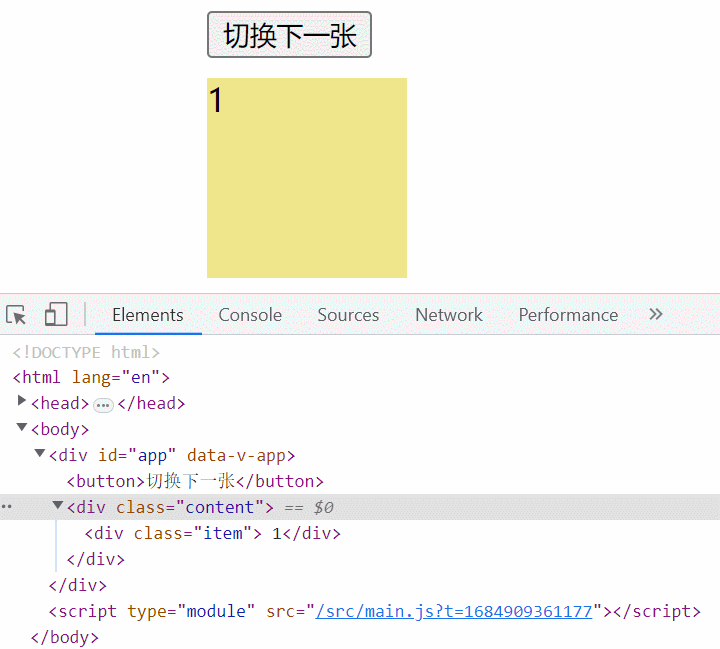 切换下一张
1
Elements Console Sources Network Performance »
<!DOCTYPE html>
<html lang="en">
<head> ••• </head>
<body>
<div id="app" data-v-app>
<button>切换下一张</button>
<div class="content"> == $0
<div class="item"> 1</div>
</div>
</div>
<script type="module" src="/src/main.js?t=1684909361177"></script>
</body>